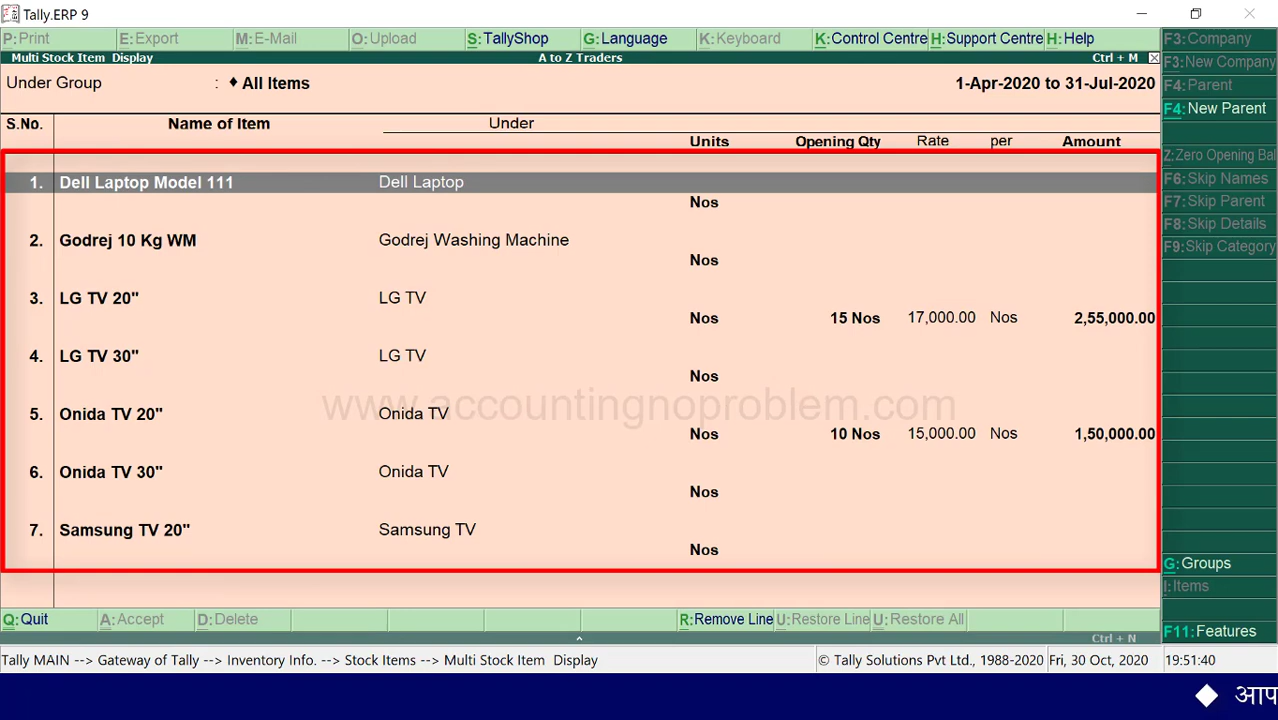 Tally.ERP 9
P: Print E: Export M: E-Mail O: Upload S: TallyShop G: Language K: Keyboard K: Control Centre H: Support Centre H: Help
Multi Stock Item Display A to Z Traders Ctrl + M
Under Group : ♦ All Items 1-Apr-2020 to 31-Jul-2020
S.No. Name of Item Under
Units Opening Qty Rate per Amount
1. Dell Laptop Model 111 Dell Laptop
Nos
2. Godrej 10 Kg WM Godrej Washing Machine
Nos
3. LG TV 20" LG TV
Nos 15 Nos 17,000.00 Nos 2,55,000.00
4. LG TV 30" LG TV
Nos
www.accountingnoproblem.com
5. Onida TV 20" Onida TV
Nos 10 Nos 15,000.00 Nos 1,50,000.00
6. Onida TV 30" Onida TV
Nos
7. Samsung TV 20" Samsung TV
Nos
F3: Company
F3: New Company
F4: Parent
F4: New Parent
Z: Zero Opening Bal
F6: Skip Names
F7: Skip Parent
F8: Skip Details
F9: Skip Category
G: Groups
I: Items
F11: Features
Q: Quit A: Accept D: Delete R: Remove Line U: Restore Line U: Restore All
Ctrl + N
Tally MAIN --> Gateway of Tally --> Inventory Info. --> Stock Items --> Multi Stock Item Display © Tally Solutions Pvt Ltd., 1988-2020 Fri, 30 Oct, 2020 19:51:40
◆ आप